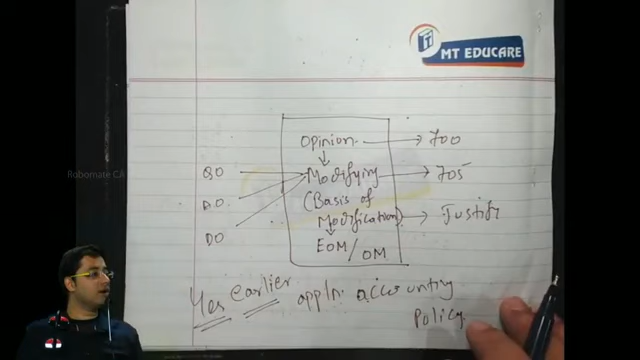 MT EDUCARE
Opinion. → 700
Robomate CA
QO → Modifying → 705
AO (Basis of
Modification) → Justify
DO
EOM / OM
Yes earlier appln. accounting
Policy.